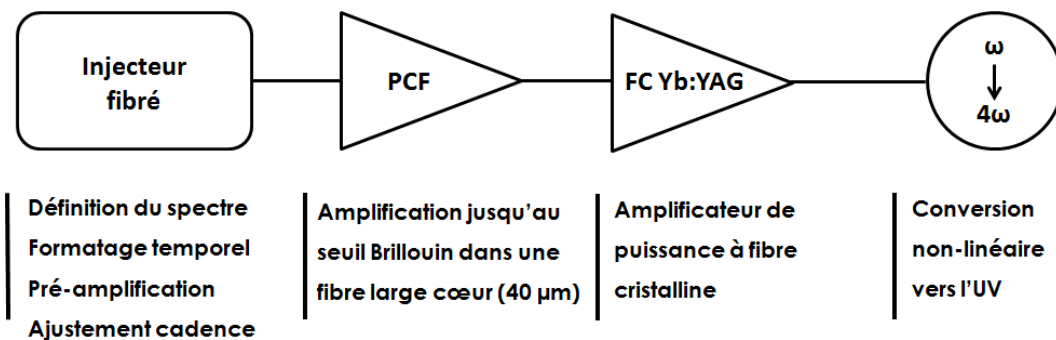 Injecteur
fibré
PCF
FC Yb:YAG
ω
4ω
Définition du spectre
Formatage temporel
Pré-amplification
Ajustement cadence
Amplification jusqu'au
seuil Brillouin dans une
fibre large cœur (40 µm)
Amplificateur de
puissance à fibre
cristalline
Conversion
non-linéaire
vers l'UV